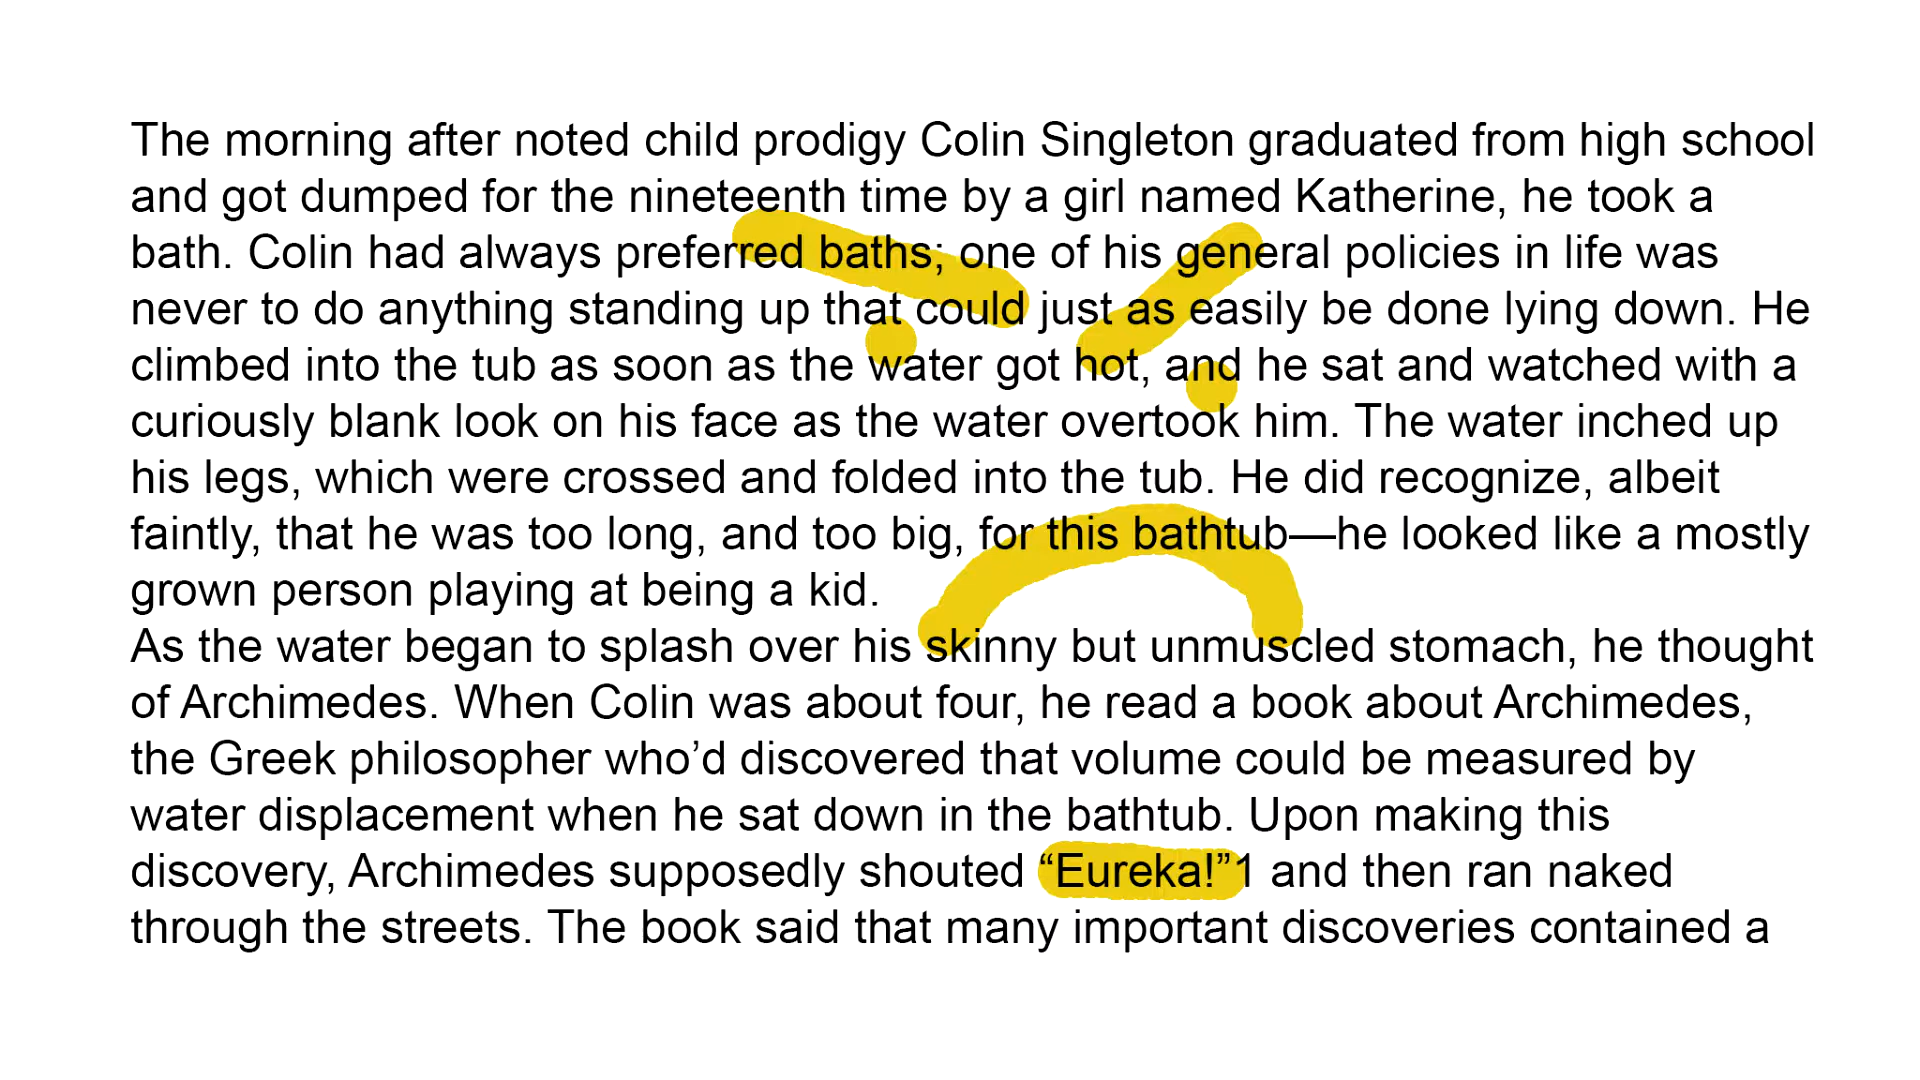 The morning after noted child prodigy Colin Singleton graduated from high school
and got dumped for the nineteenth time by a girl named Katherine, he took a
bath. Colin had always preferred baths; one of his general policies in life was
never to do anything standing up that could just as easily be done lying down. He
climbed into the tub as soon as the water got hot, and he sat and watched with a
curiously blank look on his face as the water overtook him. The water inched up
his legs, which were crossed and folded into the tub. He did recognize, albeit
faintly, that he was too long, and too big, for this bathtub—he looked like a mostly
grown person playing at being a kid.
As the water began to splash over his skinny but unmuscled stomach, he thought
of Archimedes. When Colin was about four, he read a book about Archimedes,
the Greek philosopher who’d discovered that volume could be measured by
water displacement when he sat down in the bathtub. Upon making this
discovery, Archimedes supposedly shouted “Eureka!”1 and then ran naked
through the streets. The book said that many important discoveries contained a